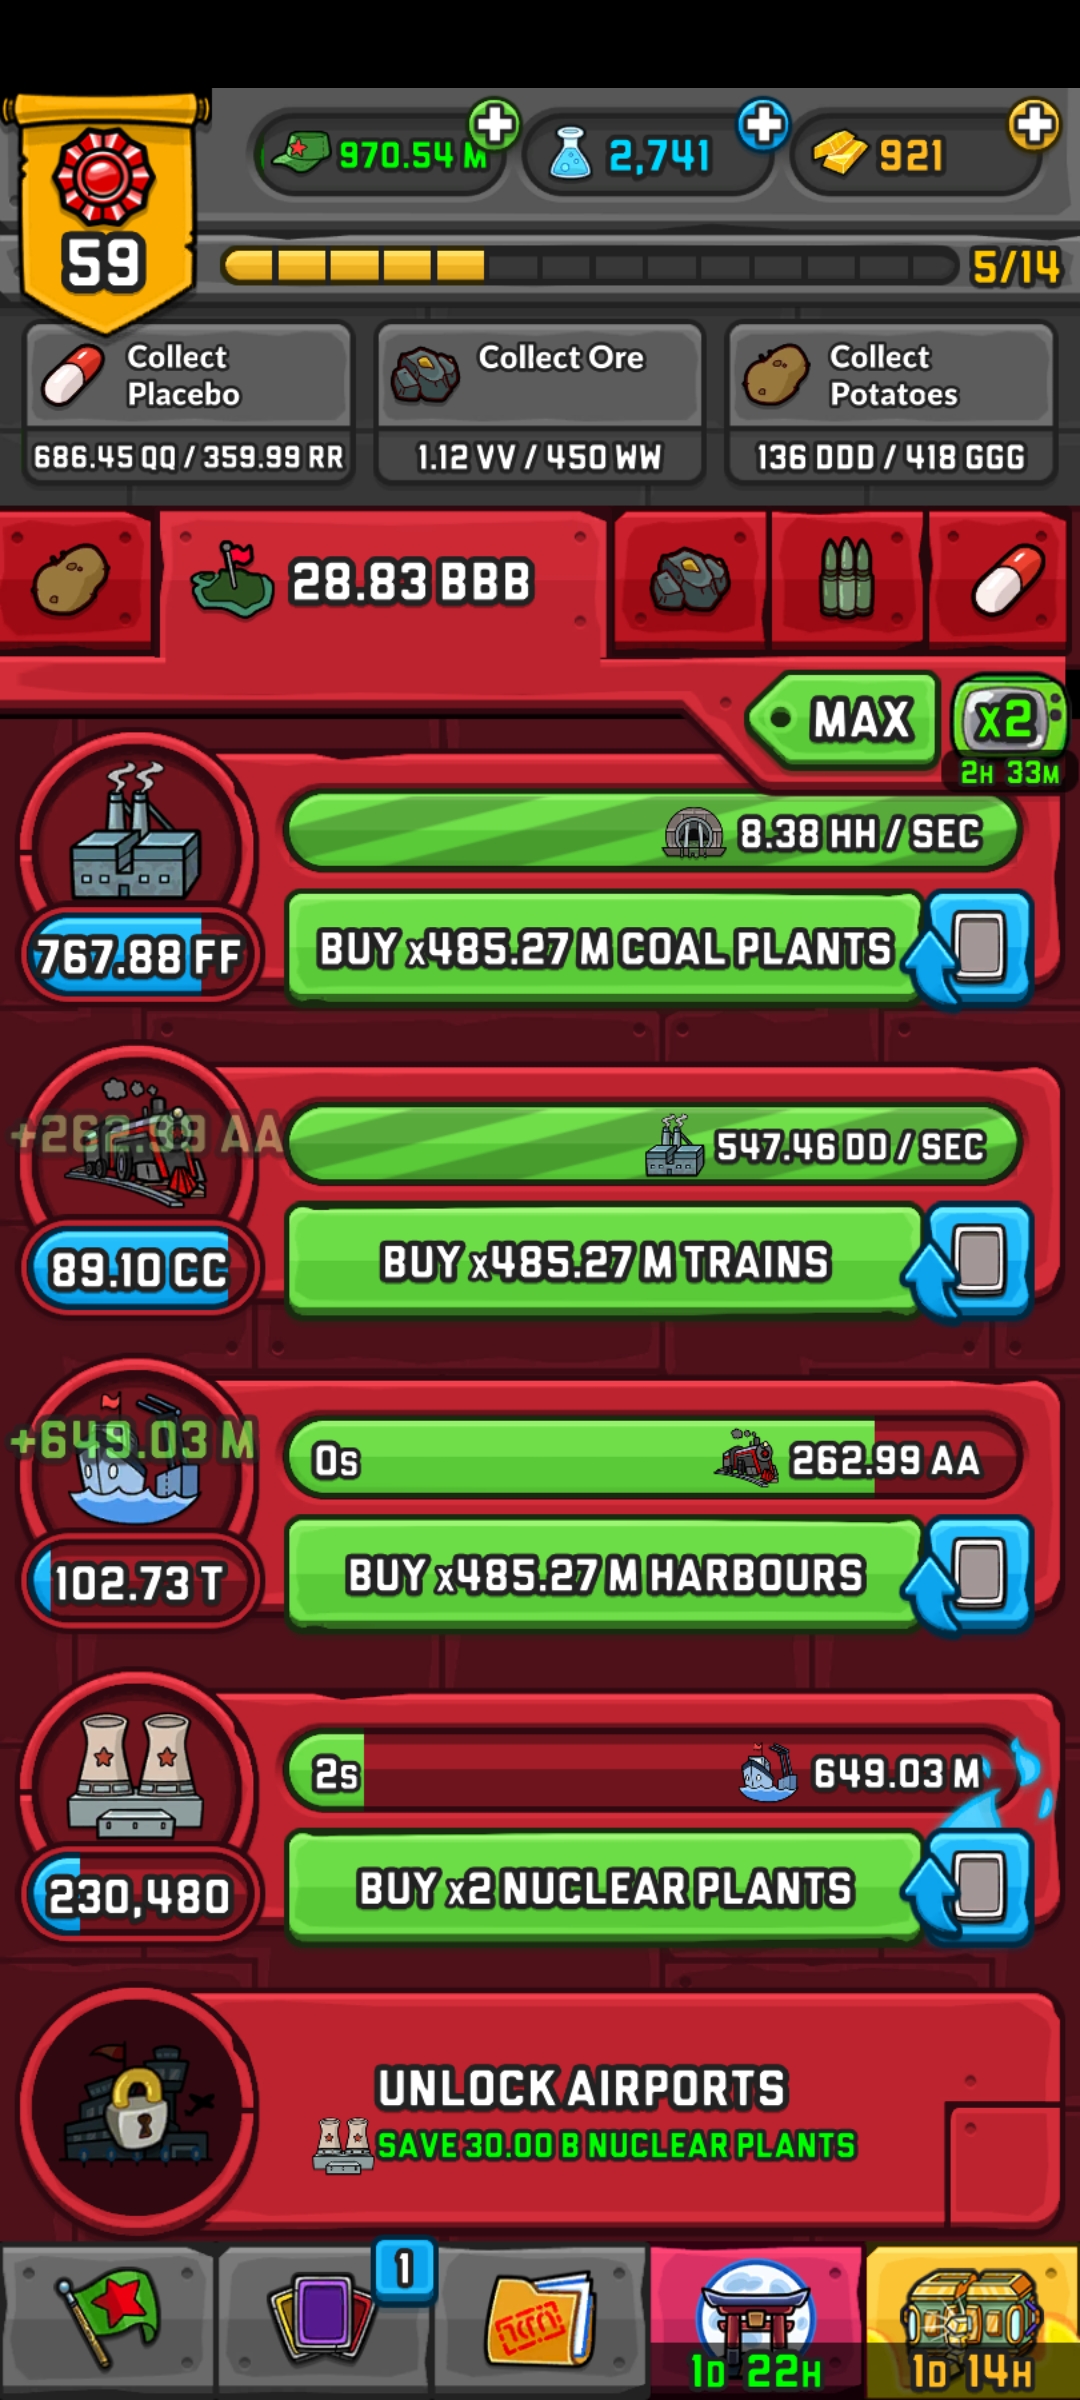 970.54 M
2,741
921
59
5/14
Collect
Placebo
686.45 QQ / 359.99 RR
Collect Ore
1.12 VV / 450 WW
Collect
Potatoes
136 DDD / 418 GGG
28.83 BBB
MAX
x2
2H 33M
8.38 HH / SEC
767.88 FF
BUY x485.27 M COAL PLANTS
+262.99 AA
547.46 DD / SEC
89.10 CC
BUY x485.27 M TRAINS
+649.03 M
0s
262.99 AA
102.73 T
BUY x485.27 M HARBOURS
2s
649.03 M
230,480
BUY x2 NUCLEAR PLANTS
UNLOCK AIRPORTS
SAVE 30.00 B NUCLEAR PLANTS
1
1D 22H
1D 14H